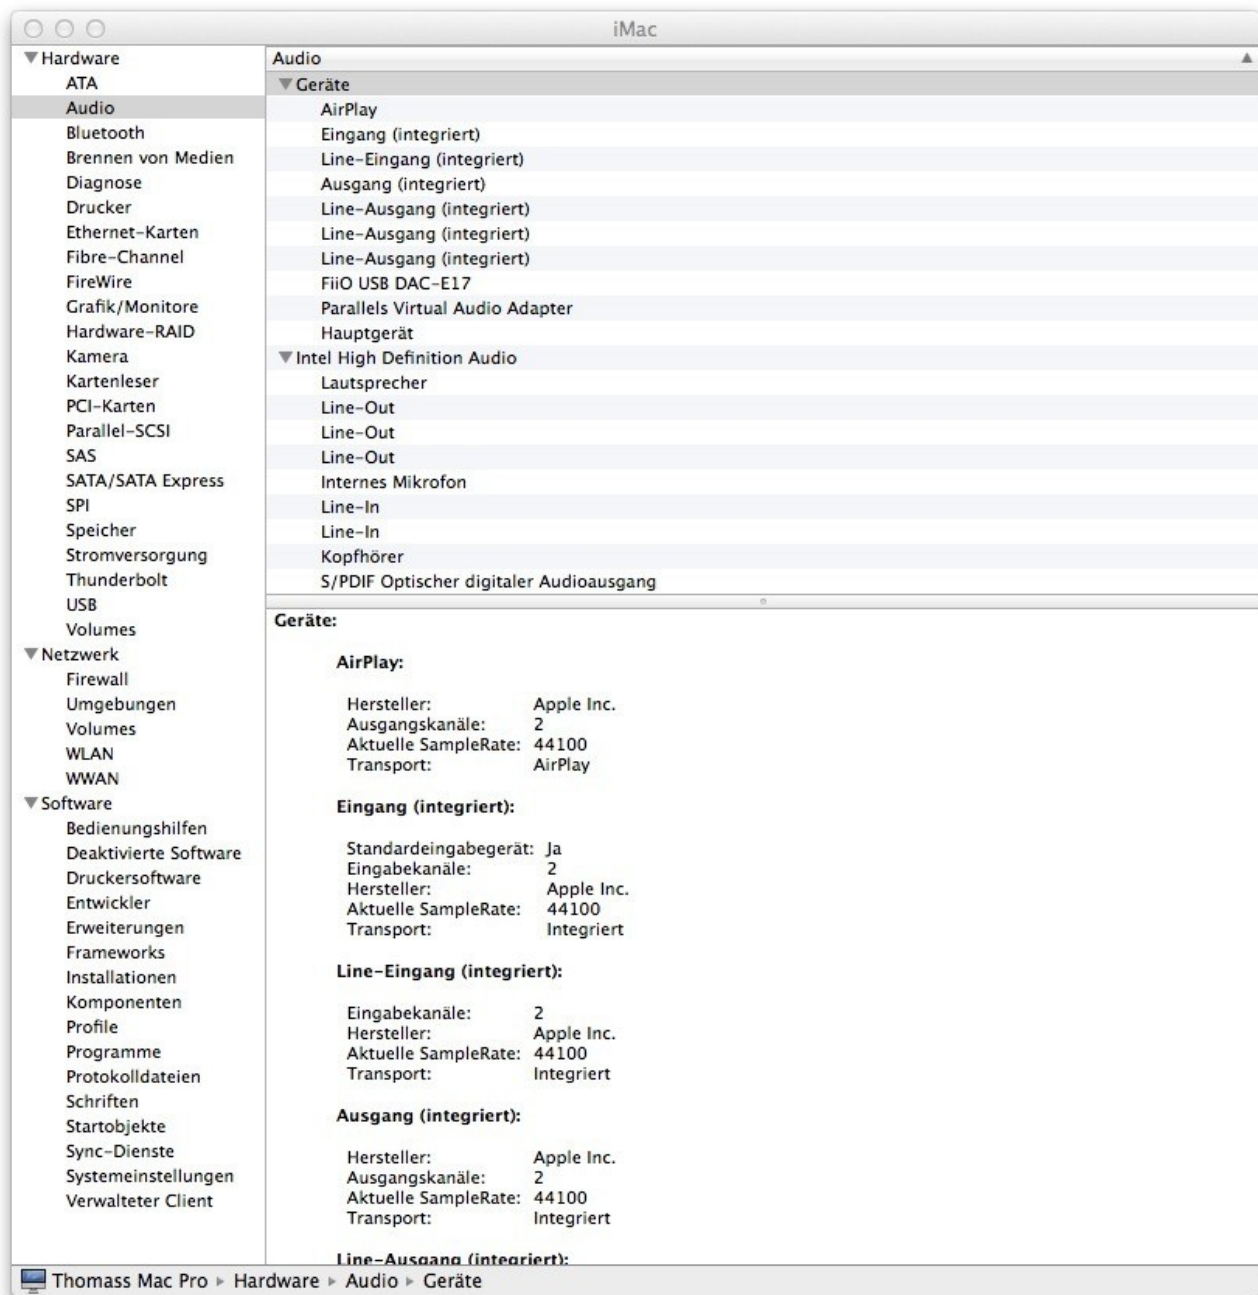 iMac
Hardware
ATA
Audio
Bluetooth
Brennen von Medien
Diagnose
Drucker
Ethernet-Karten
Fibre-Channel
FireWire
Grafik/Monitore
Hardware-RAID
Kamera
Kartenleser
PCI-Karten
Parallel-SCSI
SAS
SATA/SATA Express
SPI
Speicher
Stromversorgung
Thunderbolt
USB
Volumes
Netzwerk
Firewall
Umgebungen
Volumes
WLAN
WWAN
Software
Bedienungshilfen
Deaktivierte Software
Druckersoftware
Entwickler
Erweiterungen
Frameworks
Installationen
Komponenten
Profile
Programme
Protokolldateien
Schriften
Startobjekte
Sync-Dienste
Systemeinstellungen
Verwalteter Client
Audio
Geräte
AirPlay
Eingang (integriert)
Line-Eingang (integriert)
Ausgang (integriert)
Line-Ausgang (integriert)
Line-Ausgang (integriert)
Line-Ausgang (integriert)
FiiO USB DAC-E17
Parallels Virtual Audio Adapter
Hauptgerät
Intel High Definition Audio
Lautsprecher
Line-Out
Line-Out
Line-Out
Internes Mikrofon
Line-In
Line-In
Kopfhörer
S/PDIF Optischer digitaler Audioausgang
Geräte:
AirPlay:
Hersteller: Apple Inc.
Ausgangskanäle: 2
Aktuelle SampleRate: 44100
Transport: AirPlay
Eingang (integriert):
Standardeingabegerät: Ja
Eingabekanäle: 2
Hersteller: Apple Inc.
Aktuelle SampleRate: 44100
Transport: Integriert
Line-Eingang (integriert):
Eingabekanäle: 2
Hersteller: Apple Inc.
Aktuelle SampleRate: 44100
Transport: Integriert
Ausgang (integriert):
Hersteller: Apple Inc.
Ausgangskanäle: 2
Aktuelle SampleRate: 44100
Transport: Integriert
Line-Ausgang (integriert):
Thomass Mac Pro ▸ Hardware ▸ Audio ▸ Geräte